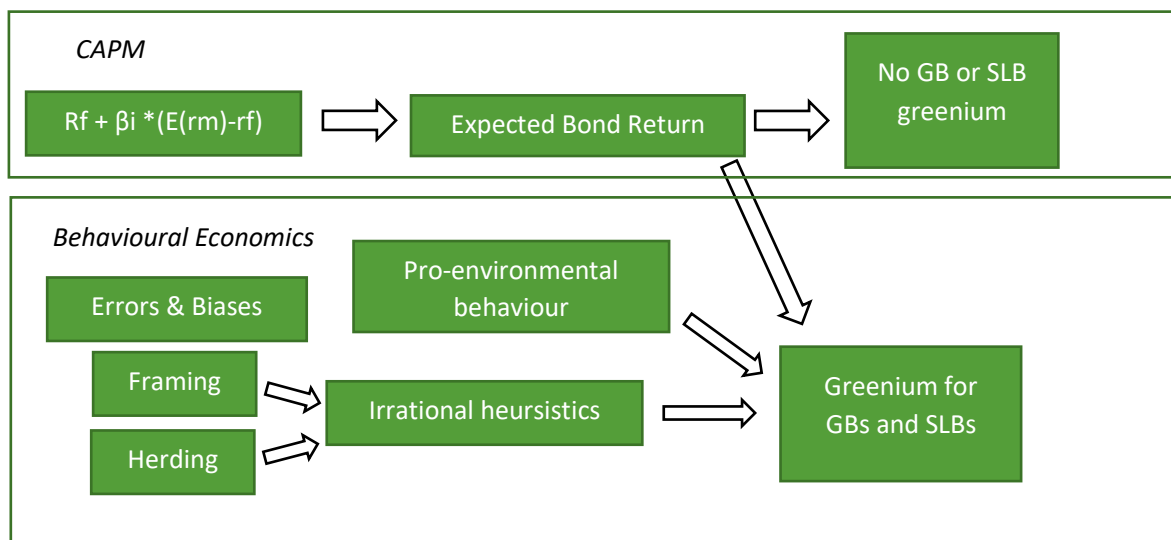 CAPM
Rf + βi *(E(rm)-rf)
Expected Bond Return
No GB or SLB
greenium
Behavioural Economics
Errors & Biases
Framing
Herding
Pro-environmental
behaviour
Irrational heursistics
Greenium for
GBs and SLBs